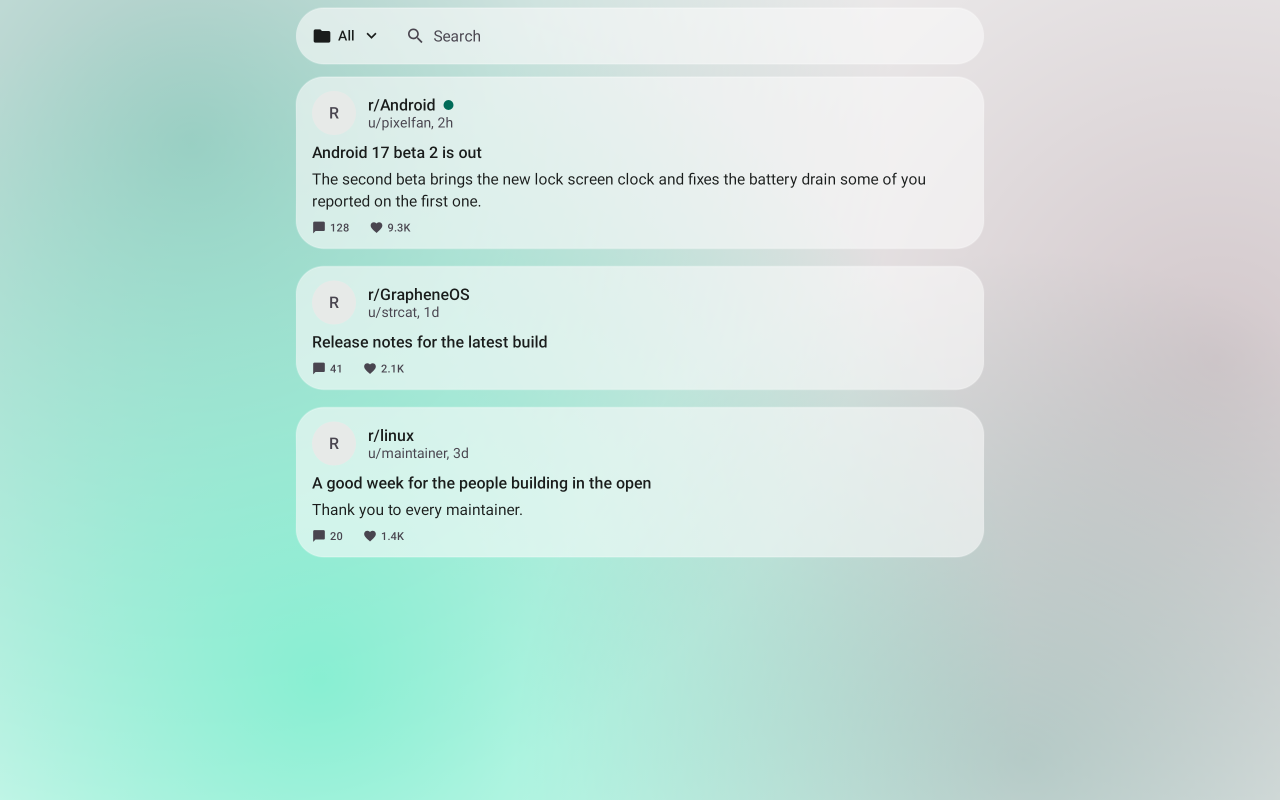 All
Search
R
r/Android
u/pixelfan, 2h
Android 17 beta 2 is out
The second beta brings the new lock screen clock and fixes the battery drain some of you
reported on the first one.
128 9.3K
R
r/GrapheneOS
u/strcat, 1d
Release notes for the latest build
41 2.1K
R
r/linux
u/maintainer, 3d
A good week for the people building in the open
Thank you to every maintainer.
20 1.4K